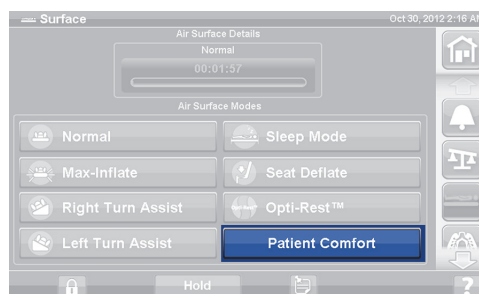 Surface
Oct 30, 2012 2:16 AM
Air Surface Details
Normal
00:01:57
Air Surface Modes
Normal
Sleep Mode
Max-Inflate
Seat Deflate
Right Turn Assist
Opti-Rest™
Left Turn Assist
Patient Comfort
Hold
?